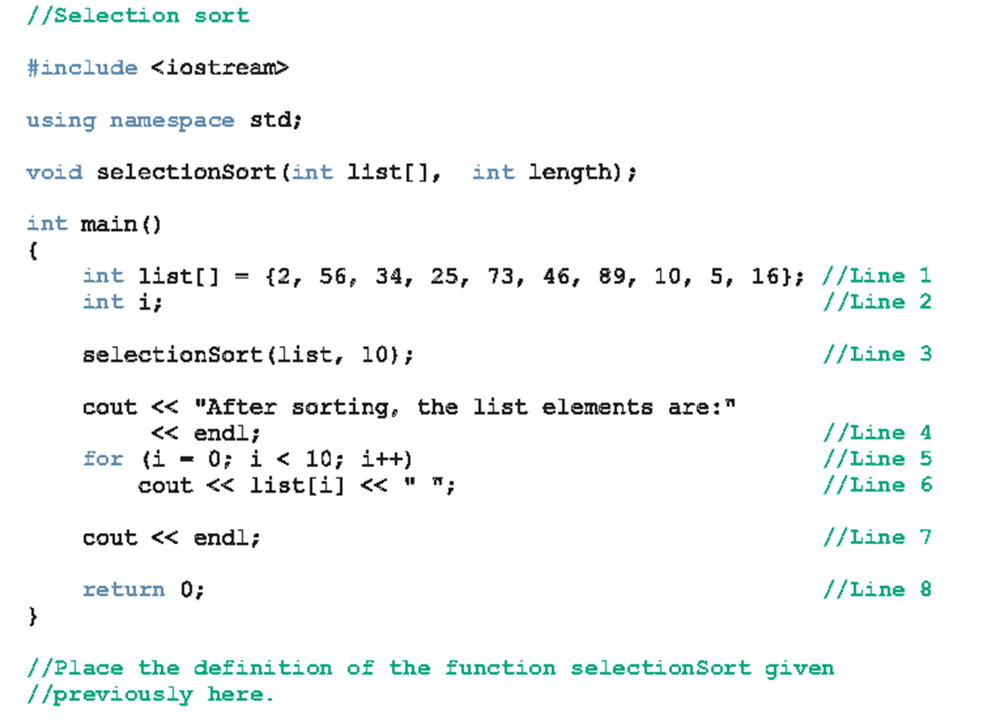 //Selection sort
#include <iostream>
using namespace std;
void selectionSort(int list[],  int length);
int main()
{
    int list[] = {2, 56, 34, 25, 73, 46, 89, 10, 5, 16}; //Line 1
    int i;                                                //Line 2
    selectionSort(list, 10);                              //Line 3
    cout << "After sorting, the list elements are:"
         << endl;                                         //Line 4
    for (i = 0; i < 10; i++)                              //Line 5
        cout << list[i] << " ";                           //Line 6
    cout << endl;                                         //Line 7
    return 0;                                             //Line 8
}
//Place the definition of the function selectionSort given
//previously here.